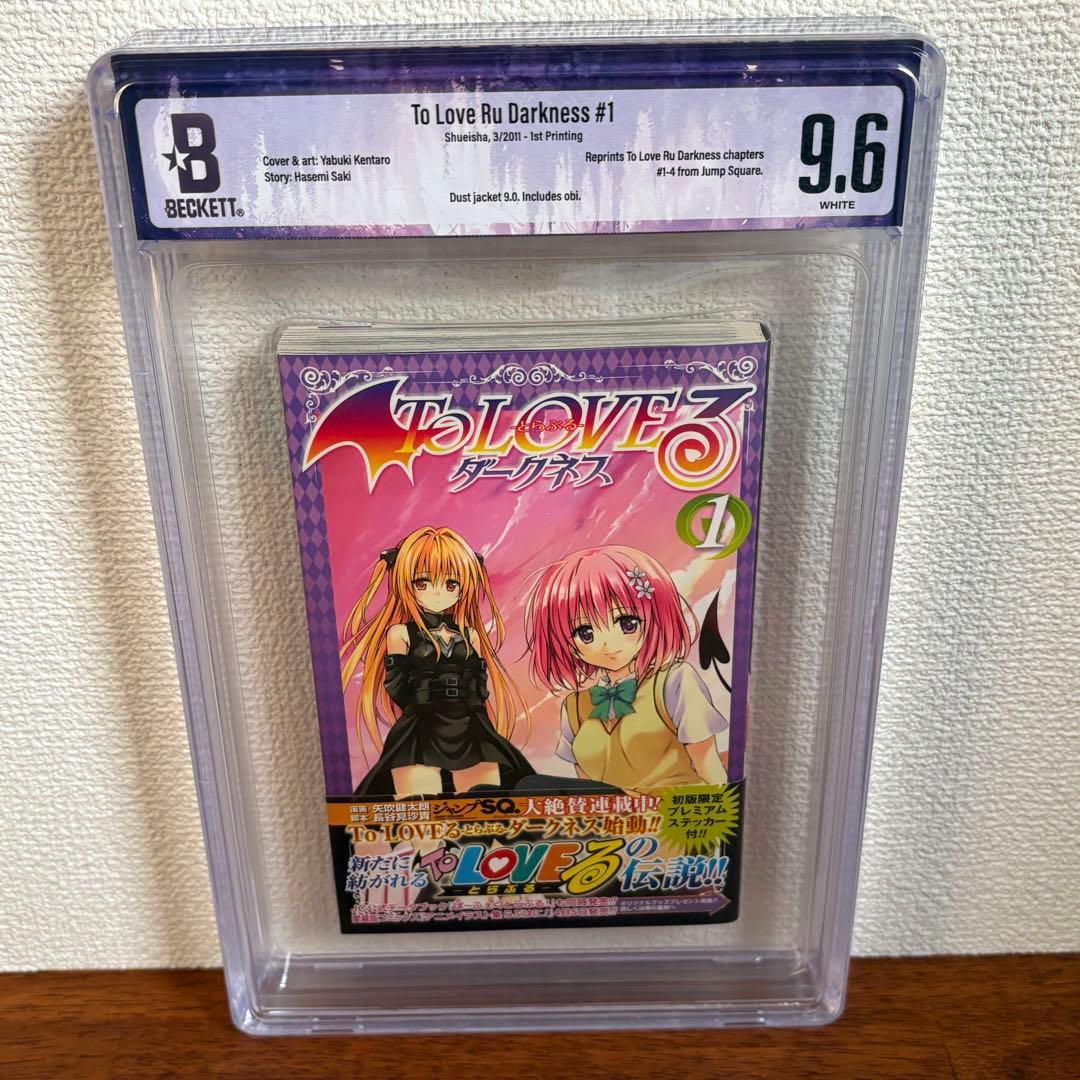 To Love Ru Darkness #1
Shueisha, 3/2011 - 1st Printing
Cover & art: Yabuki Kentaro
Story: Hasemi Saki
Reprints To Love Ru Darkness chapters
#1-4 from Jump Square.
Dust jacket 9.0. Includes obi.
B
BECKETT®
9.6
WHITE
To LOVEる
-とらぶる-
ダークネス
1
漫画・矢吹健太朗
脚本・長谷見沙貴
ジャンプSQ.大絶賛連載中!
To LOVEる-とらぶる-ダークネス始動!!
新たに
紡がれる
To LOVEる
-とらぶる-
の伝説!!
初版限定
プレミアム
ステッカー
付!!
4月5日発売!!